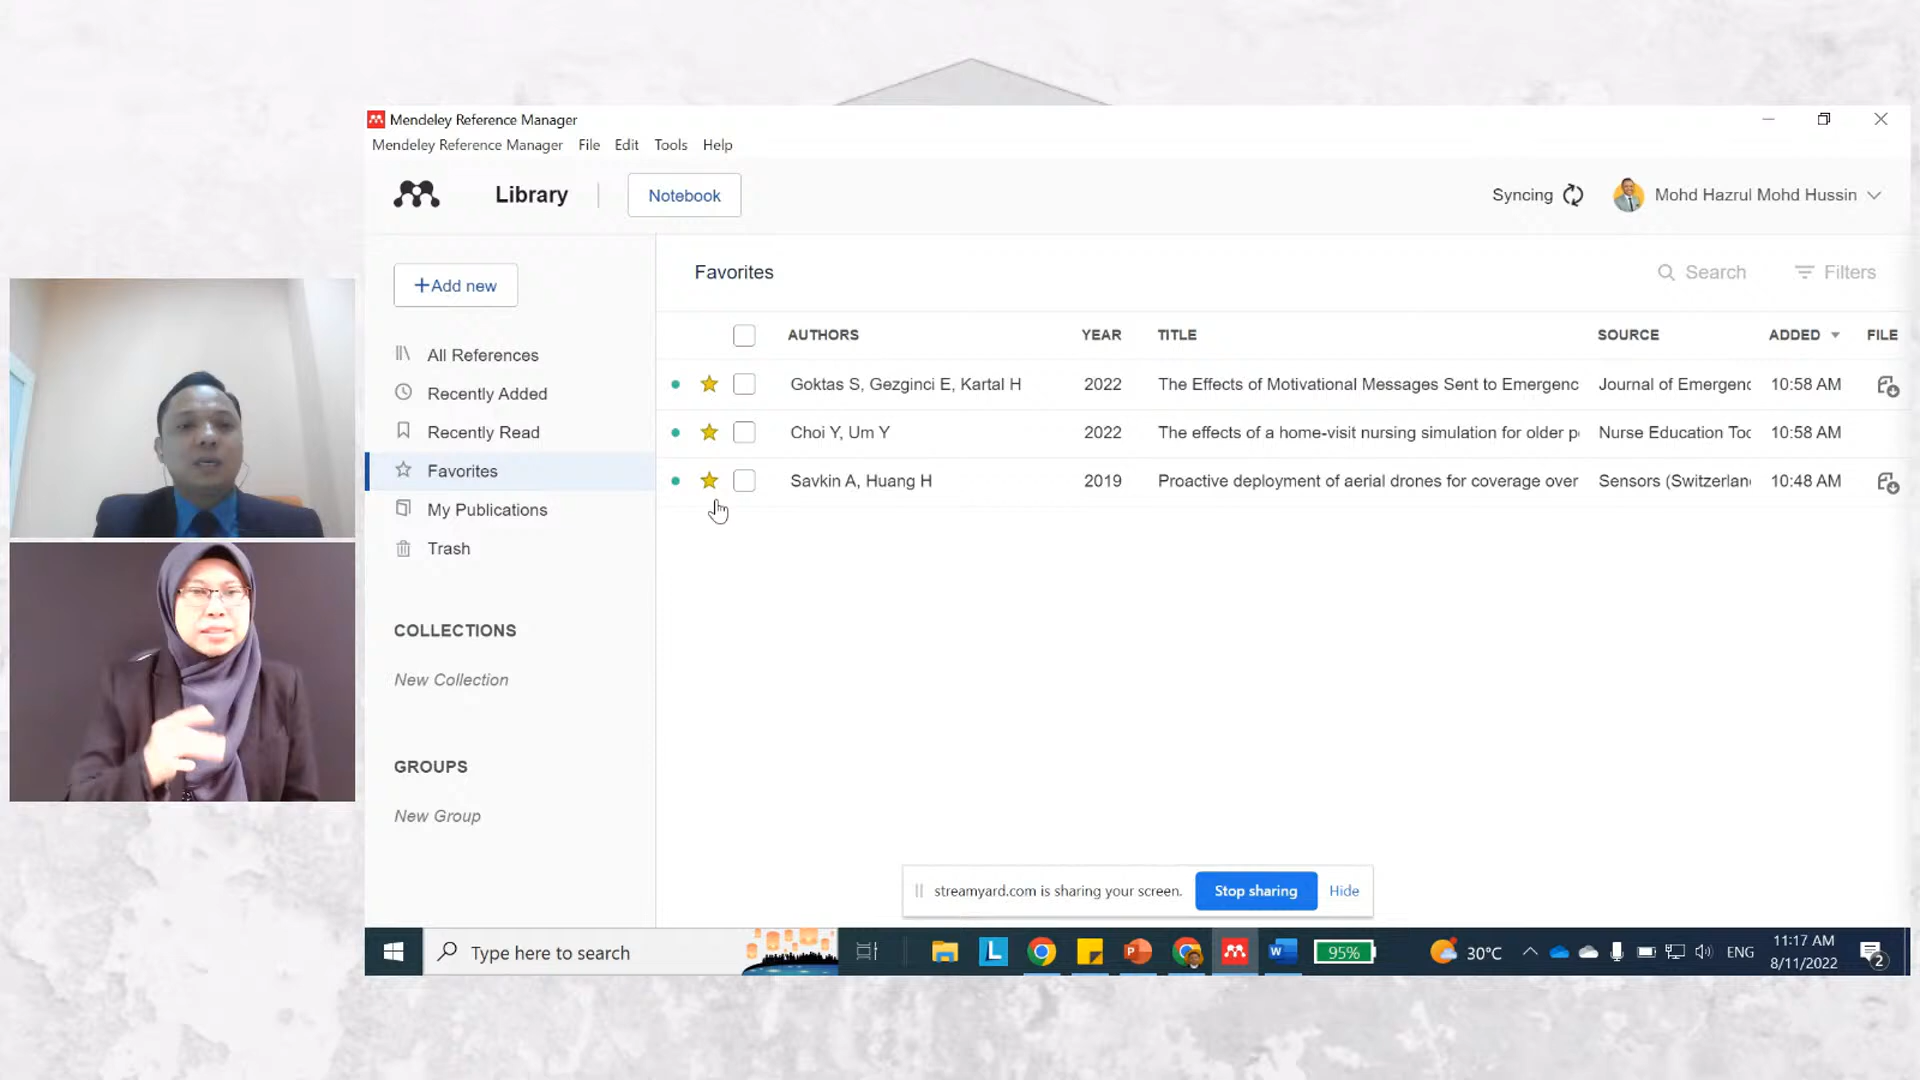 Mendeley Reference Manager
Mendeley Reference Manager File Edit Tools Help
Library
Notebook
Syncing
Mohd Hazrul Mohd Hussin
+Add new
All References
Recently Added
Recently Read
Favorites
My Publications
Trash
COLLECTIONS
New Collection
GROUPS
New Group
Favorites
Search
Filters
AUTHORS YEAR TITLE SOURCE ADDED FILE
Goktas S, Gezginci E, Kartal H 2022 The Effects of Motivational Messages Sent to Emergenc Journal of Emergenc 10:58 AM
Choi Y, Um Y 2022 The effects of a home-visit nursing simulation for older p Nurse Education Toc 10:58 AM
Savkin A, Huang H 2019 Proactive deployment of aerial drones for coverage over Sensors (Switzerland 10:48 AM
streamyard.com is sharing your screen. Stop sharing Hide
Type here to search
95%
30°C
ENG
11:17 AM
8/11/2022
2